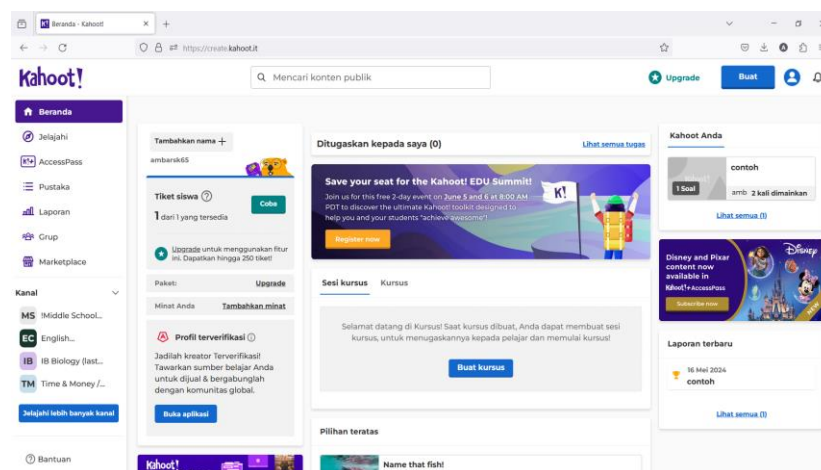 Beranda - Kahoot!
https://create.kahoot.it
Kahoot!
Mencari konten publik
Upgrade
Buat
Beranda
Jelajahi
AccessPass
Pustaka
Laporan
Grup
Marketplace
Kanal
MS !Middle School...
EC English...
IB IB Biology (last...
TM Time & Money /...
Jelajahi lebih banyak kanal
Bantuan
Tambahkan nama +
ambarsk65
Tiket siswa
Coba
1 dari 1 yang tersedia
Upgrade untuk menggunakan fitur
ini. Dapatkan hingga
250 tiket!
Paket:
Upgrade
Minat Anda
Tambahkan minat
Profil terverifikasi
Jadilah kreator Terverifikasi!
Tawarkan sumber belajar Anda
untuk dijual & bergabunglah
dengan komunitas global.
Buka aplikasi
Kahoot!
Ditugaskan kepada saya (0)
Lihat semua tugas
Save your seat for the Kahoot! EDU Summit!
Join us for this free 2-day event on June 5 and 6 at 8:00 AM
PDT to discover the ultimate Kahoot! toolkit designed to
help you and your students "achieve awesome"!
Register now
K!
Sesi kursus
Kursus
Selamat datang di Kursus! Saat kursus dibuat, Anda dapat membuat sesi
kursus, untuk menugaskannya kepada pelajar dan memulai kursus!
Buat kursus
Pilihan teratas
Name that fish!
Kahoot Anda
contoh
1 Soal
amb 2 kali dimainkan
Lihat semua (1)
Disney and Pixar
content now
available in
Kahoot!+AccessPass
Subscribe now
Disney
NEW
Laporan terbaru
16 Mei 2024
contoh
Lihat semua (1)